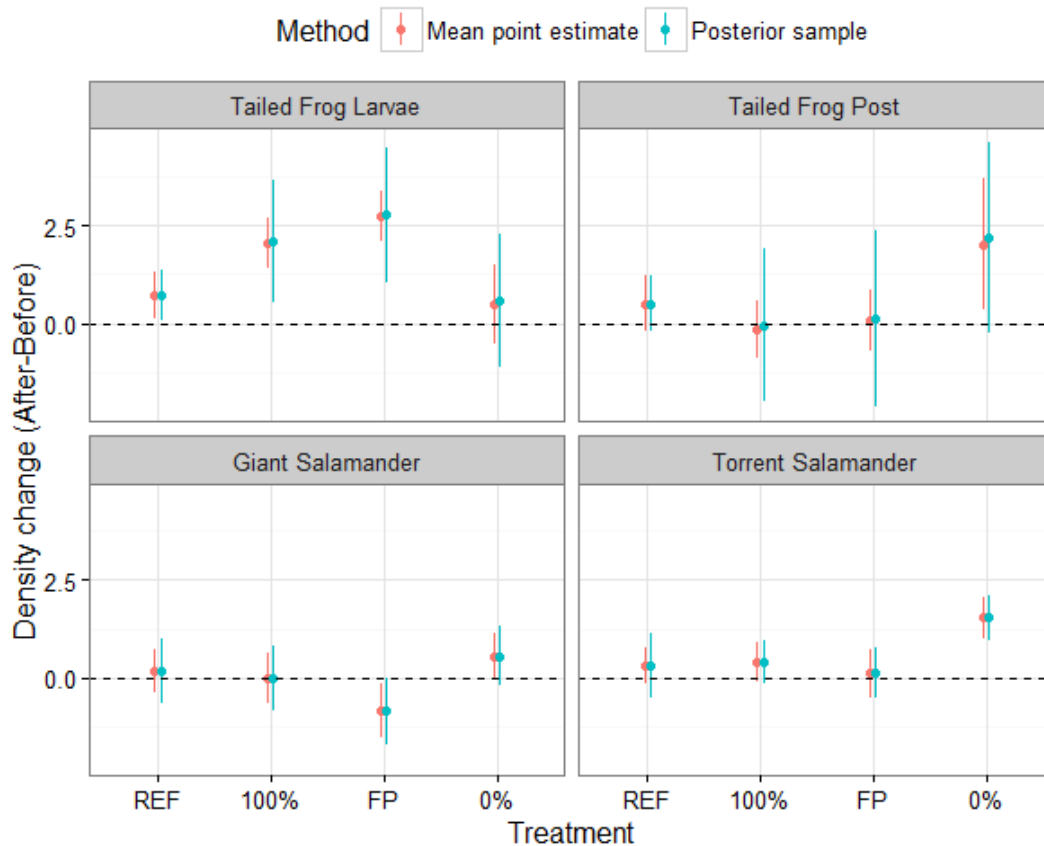 Method Mean point estimate Posterior sample
Tailed Frog Larvae Tailed Frog Post
2.5
0.0
Giant Salamander Torrent Salamander
2.5
0.0
Density change (After-Before)
REF 100% FP 0% REF 100% FP 0%
Treatment